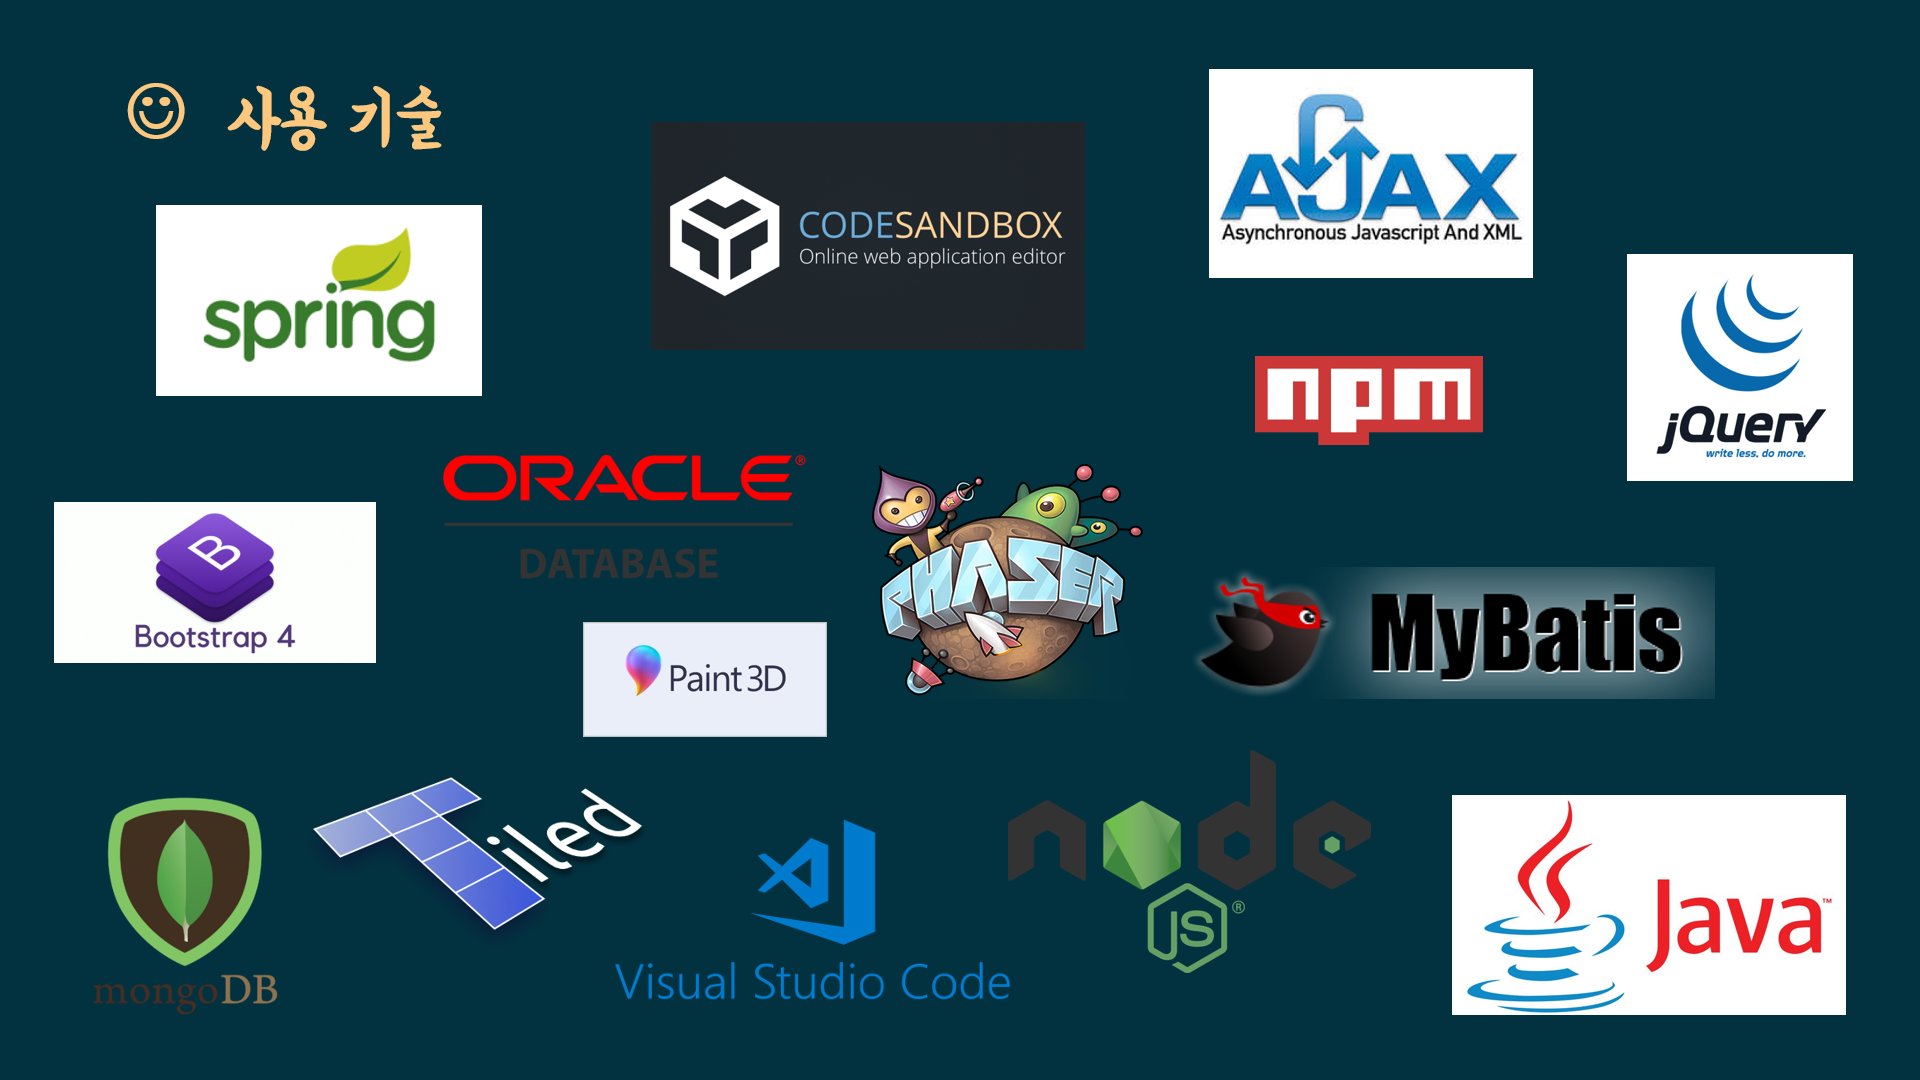 ☺ 사용 기술
CODESANDBOX
Online web application editor
AJAX
Asynchronous Javascript And XML
spring
jQuery
write less, do more.
npm
ORACLE®
DATABASE
PHASER
Bootstrap 4
MyBatis
Paint 3D
Tiled
mongoDB
Visual Studio Code
node
JS®
Java™